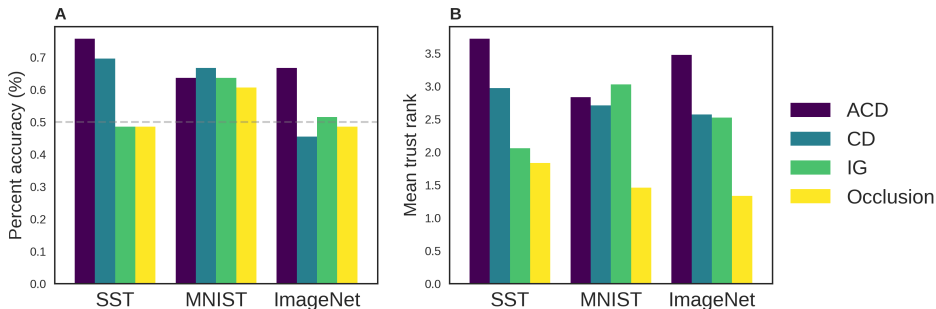 A
Percent accuracy (%)
0.7
0.6
0.5
0.4
0.3
0.2
0.1
0.0
SST MNIST ImageNet
B
Mean trust rank
3.5
3.0
2.5
2.0
1.5
1.0
0.5
0.0
SST MNIST ImageNet
ACD
CD
IG
Occlusion